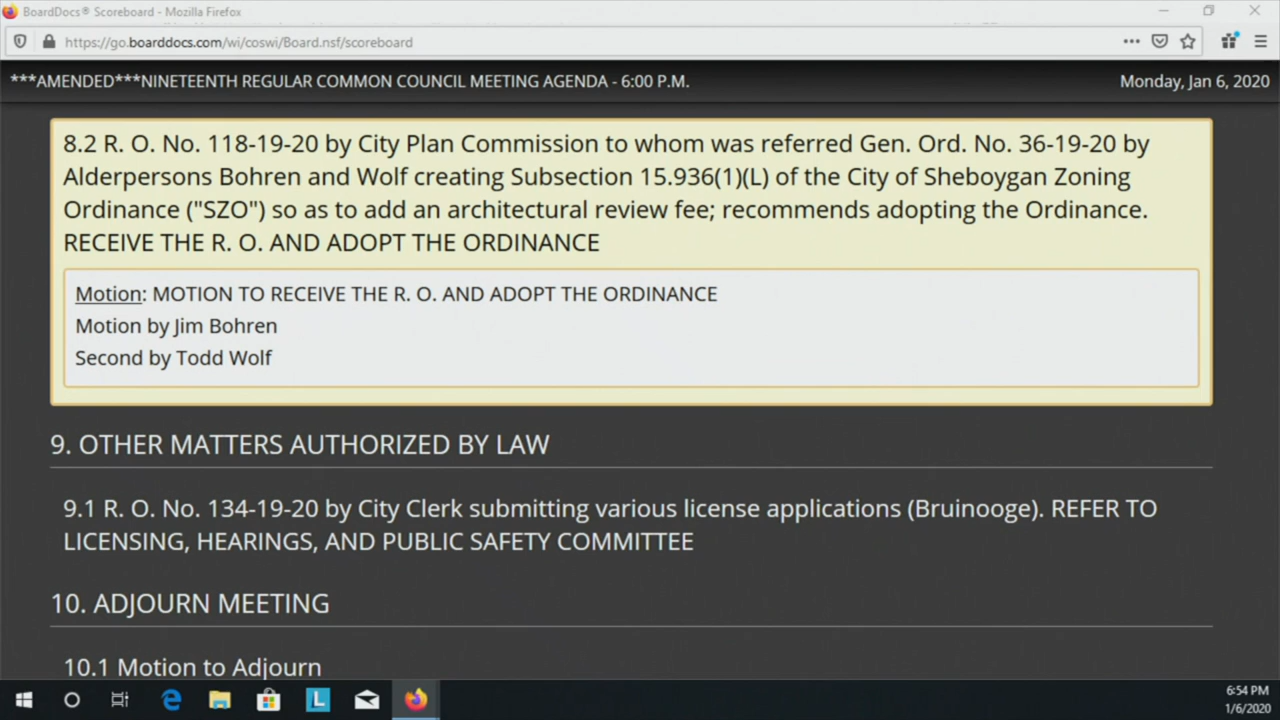 BoardDocs® Scoreboard - Mozilla Firefox
https://go.boarddocs.com/wi/coswi/Board.nsf/scoreboard
***AMENDED***NINETEENTH REGULAR COMMON COUNCIL MEETING AGENDA - 6:00 P.M.
Monday, Jan 6, 2020
8.2 R. O. No. 118-19-20 by City Plan Commission to whom was referred Gen. Ord. No. 36-19-20 by
Alderpersons Bohren and Wolf creating Subsection 15.936(1)(L) of the City of Sheboygan Zoning
Ordinance ("SZO") so as to add an architectural review fee; recommends adopting the Ordinance.
RECEIVE THE R. O. AND ADOPT THE ORDINANCE
Motion: MOTION TO RECEIVE THE R. O. AND ADOPT THE ORDINANCE
Motion by Jim Bohren
Second by Todd Wolf
9. OTHER MATTERS AUTHORIZED BY LAW
9.1 R. O. No. 134-19-20 by City Clerk submitting various license applications (Bruinooge). REFER TO
LICENSING, HEARINGS, AND PUBLIC SAFETY COMMITTEE
10. ADJOURN MEETING
10.1 Motion to Adjourn
L
6:54 PM
1/6/2020